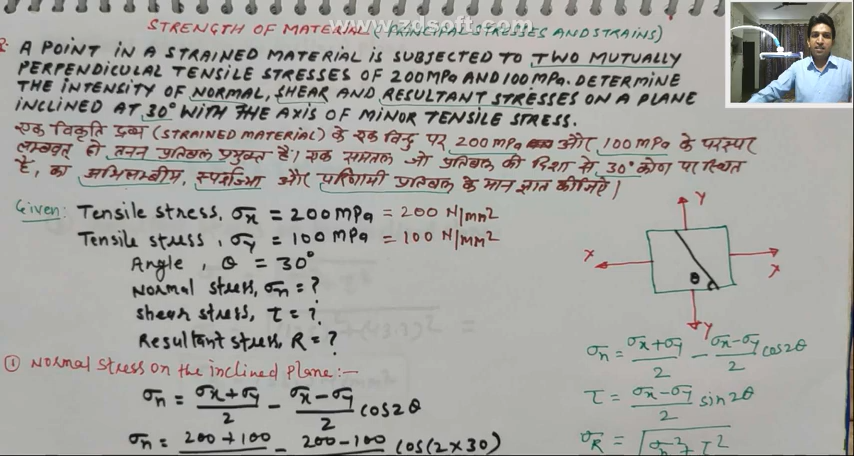 www.zdsoft.com
STRENGTH OF MATERIAL (PRINCIPAL STRESSES AND STRAINS)
A POINT IN A STRAINED MATERIAL IS SUBJECTED TO TWO MUTUALLY
PERPENDICULAR TENSILE STRESSES OF 200MPa AND 100 MPa. DETERMINE
THE INTENSITY OF NORMAL, SHEAR AND RESULTANT STRESSES ON A PLANE
INCLINED AT 30° WITH THE AXIS OF MINOR TENSILE STRESS.
एक विकृति द्रव्य (STRAINED MATERIAL) के एक बिन्दु पर 200 MPa और 100 MPa के परस्पर
लम्बवत् दो तनन प्रतिबल प्रयुक्त हैं। एक समतल जो प्रतिबल की दिशा से 30° कोण पर स्थित
है, का अभिलम्बीय, स्पर्शज्या और परिणामी प्रतिबल के मान ज्ञात कीजिए।
Given: Tensile stress, σx = 200 MPa = 200 N/mm²
Tensile stress, σy = 100 MPa = 100 N/mm²
Angle, θ = 30°
Normal stress, σn = ?
Shear stress, τ = ?
Resultant stress, R = ?
① Normal stress on the inclined plane :-
σn = (σx + σy)/2 - (σx - σy)/2 cos2θ
σn = 200 + 100 - 200 - 100 cos(2×30)
Y
X
X
θ
Y
σn = (σx + σy)/2 - (σx - σy)/2 cos2θ
τ = (σx - σy)/2 sin2θ
σR = √(σn² + τ²)